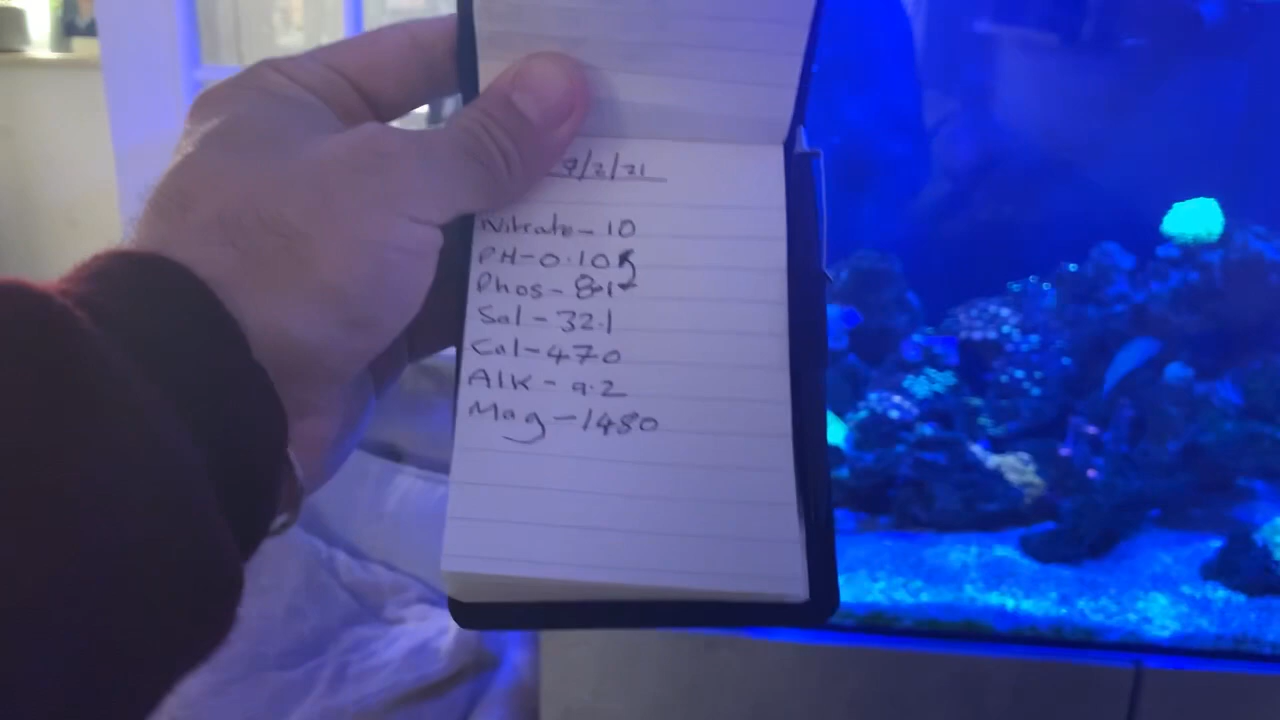 7/2/21
Nitrate - 10
PH - 0.10
Phos - 8.1
Sal - 32.1
Cal - 470
Alk - 9.2
Mag - 1480